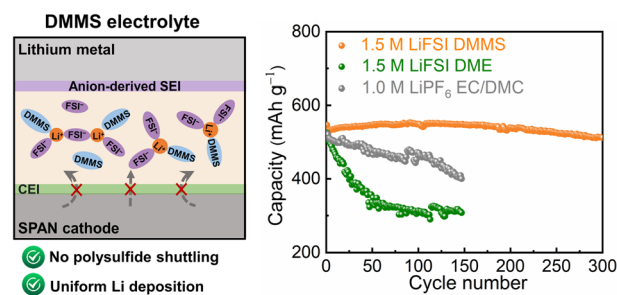 DMMS electrolyte
Lithium metal
Anion-derived SEI
FSI⁻
FSI⁻
FSI⁻
DMMS
DMMS
Li⁺
FSI⁻
Li⁺
Li⁺
FSI⁻
FSI⁻
FSI⁻
Li⁺
DMMS
DMMS
DMMS
CEI
SPAN cathode
No polysulfide shuttling
Uniform Li deposition
1.5 M LiFSI DMMS
1.5 M LiFSI DME
1.0 M LiPF₆ EC/DMC
Capacity (mAh g⁻¹)
800
600
400
200
0
50
100
150
200
250
300
Cycle number